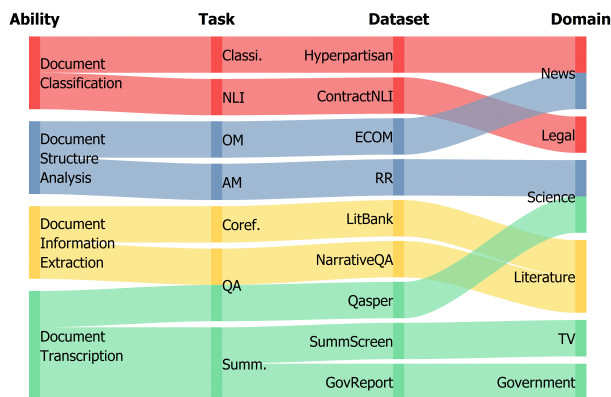 Ability Task Dataset Domain
Document
Classification
Classi.
Hyperpartisan
News
NLI
ContractNLI
Legal
Document
Structure
Analysis
OM
ECOM
AM
RR
Science
Document
Information
Extraction
Coref.
LitBank
NarrativeQA
Literature
QA
Qasper
Document
Transcription
SummScreen
TV
Summ.
GovReport
Government